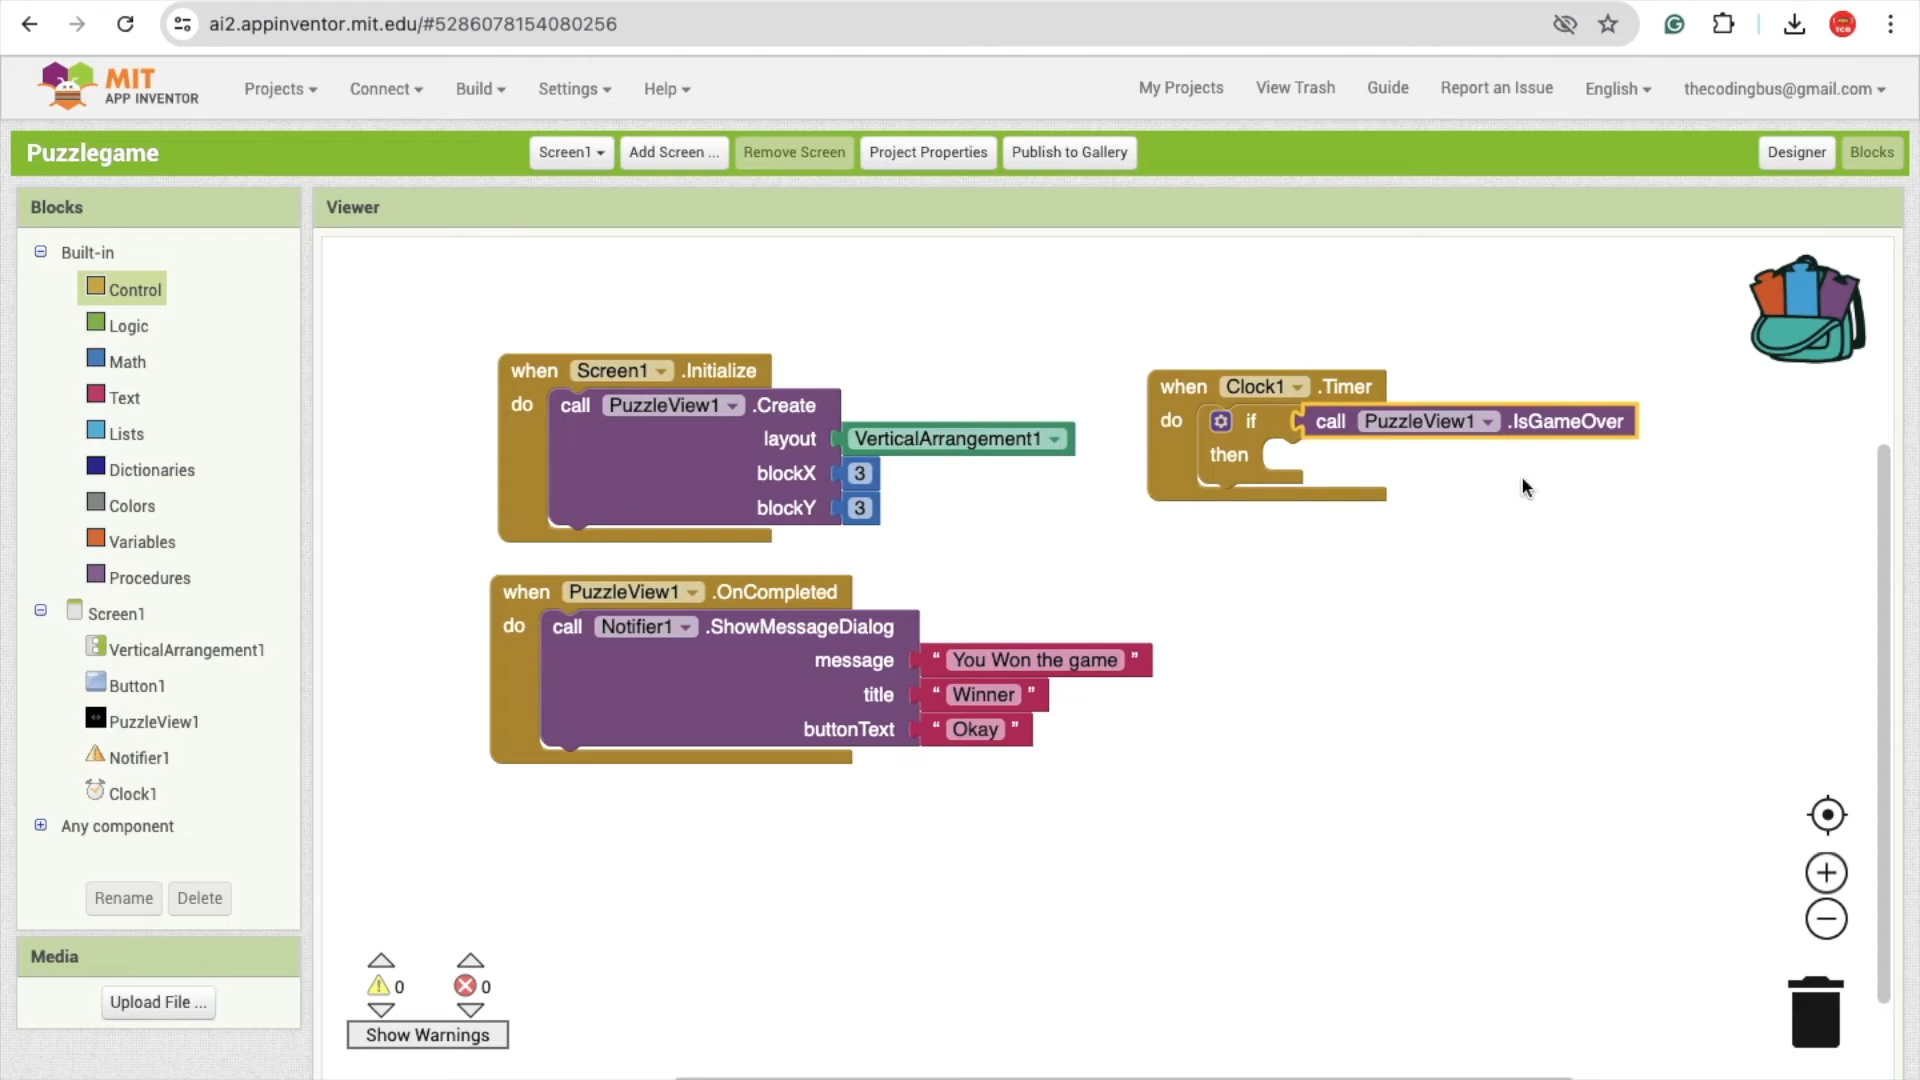 ai2.appinventor.mit.edu/#5286078154080256
MIT
APP INVENTOR
Projects
Connect
Build
Settings
Help
My Projects
View Trash
Guide
Report an Issue
English
thecodingbus@gmail.com
Puzzlegame
Screen1
Add Screen ...
Remove Screen
Project Properties
Publish to Gallery
Designer
Blocks
Blocks
Viewer
Built-in
Control
Logic
Math
Text
Lists
Dictionaries
Colors
Variables
Procedures
Screen1
VerticalArrangement1
Button1
PuzzleView1
Notifier1
Clock1
Any component
Rename
Delete
Media
Upload File ...
when Screen1 .Initialize
do call PuzzleView1 .Create
layout VerticalArrangement1
blockX 3
blockY 3
when Clock1 .Timer
do if call PuzzleView1 .IsGameOver
then
when PuzzleView1 .OnCompleted
do call Notifier1 .ShowMessageDialog
message “ You Won the game ”
title “ Winner ”
buttonText “ Okay ”
0 0
Show Warnings